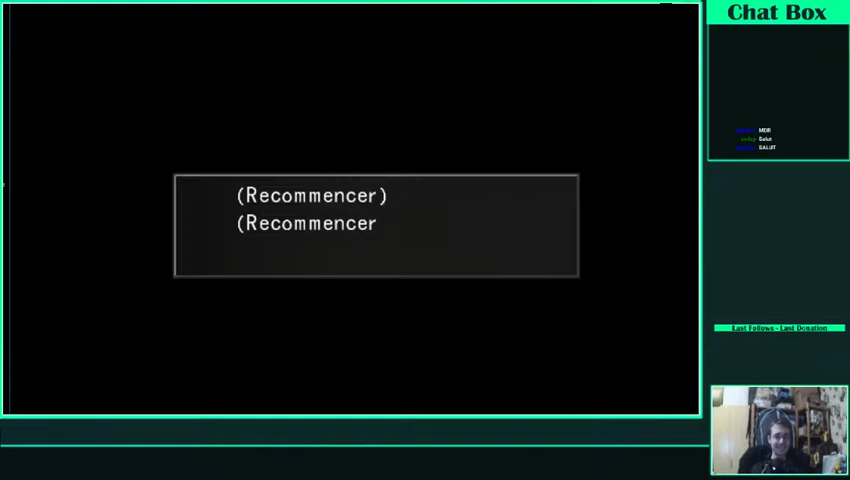 Chat Box
(Recommencer)
(Recommencer
MDR
Salut
SALUT
Last Follows - Last Donation